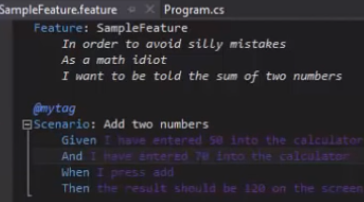 SampleFeature.feature Program.cs
Feature: SampleFeature
In order to avoid silly mistakes
As a math idiot
I want to be told the sum of two numbers
@mytag
Scenario: Add two numbers
Given I have entered 50 into the calculator
And I have entered 70 into the calculator
When I press add
Then the result should be 120 on the screen